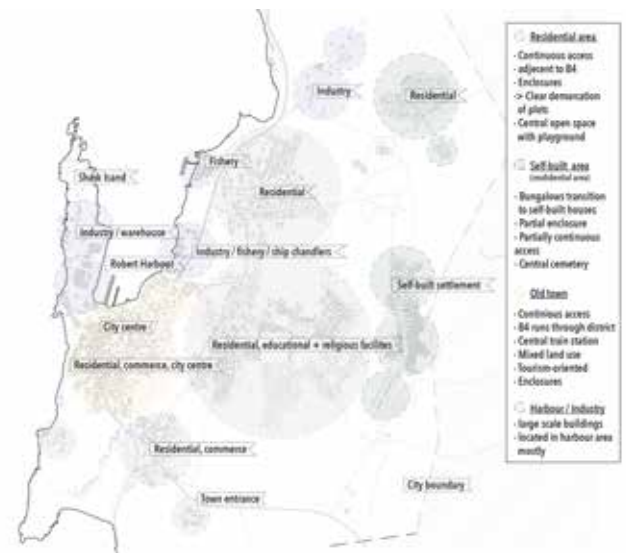 Industry
Residential
Fishery
Shark Island
Residential
Industry / warehouse
Industry / fishery / ship chandlers
Robert Harbour
Self-built settlement
City centre
Residential, educational + religious facilites
Residential, commerce, city centre
Residential, commerce
City boundary
Town entrance
Residential area
- Continuous access
- adjecent to B4
- Enclosures
-> Clear demarcation
of plots
- Central open space
with playground
Self-built area
(residential area)
- Bungalows transition
to self-built houses
- Partial enclosure
- Partially continuous
access
- Central cemetery
Old town
- Continious access
- B4 runs through district
- Central train station
- Mixed land use
- Tourism-oriented
- Enclosures
Harbour / Industry
- large scale buildings
- located in harbour area
mostly